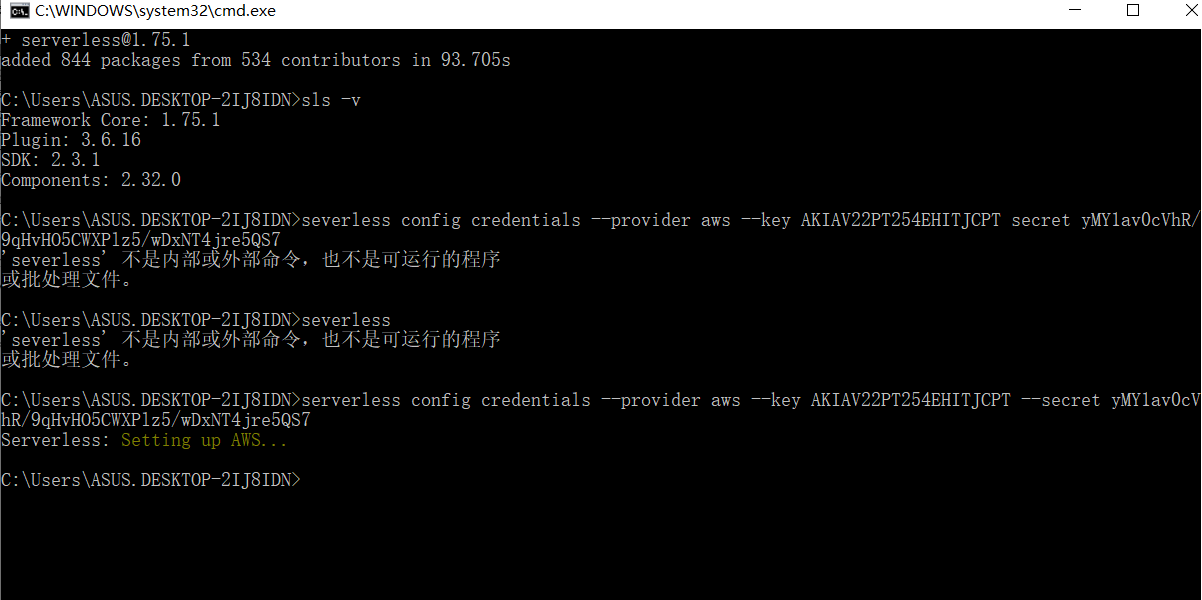 C:\WINDOWS\system32\cmd.exe
+ serverless@1.75.1
added 844 packages from 534 contributors in 93.705s
C:\Users\ASUS.DESKTOP-2IJ8IDN>sls -v
Framework Core: 1.75.1
Plugin: 3.6.16
SDK: 2.3.1
Components: 2.32.0
C:\Users\ASUS.DESKTOP-2IJ8IDN>severless config credentials --provider aws --key AKIAV22PT254EHITJCPT secret yMY1av0cVhR/
9qHvHO5CWXPlz5/wDxNT4jre5QS7
'severless' 不是内部或外部命令，也不是可运行的程序
或批处理文件。
C:\Users\ASUS.DESKTOP-2IJ8IDN>severless
'severless' 不是内部或外部命令，也不是可运行的程序
或批处理文件。
C:\Users\ASUS.DESKTOP-2IJ8IDN>serverless config credentials --provider aws --key AKIAV22PT254EHITJCPT --secret yMY1av0cV
hR/9qHvHO5CWXPlz5/wDxNT4jre5QS7
Serverless: Setting up AWS...
C:\Users\ASUS.DESKTOP-2IJ8IDN>